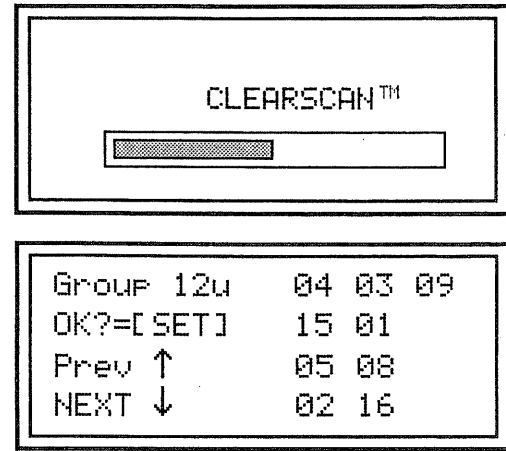 CLEARSCAN™
Group 12u 04 03 09
OK?=[SET] 15 01
Prev ↑ 05 08
NEXT ↓ 02 16